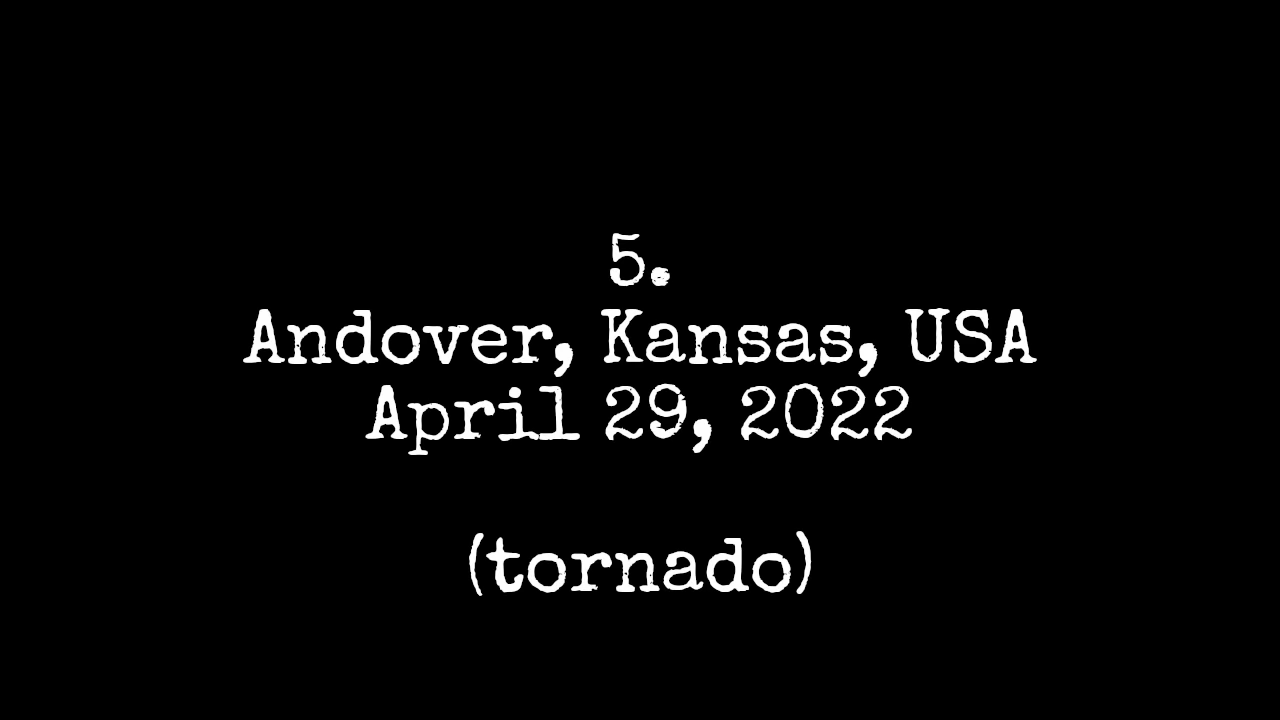 5.
Andover, Kansas, USA
April 29, 2022
(tornado)